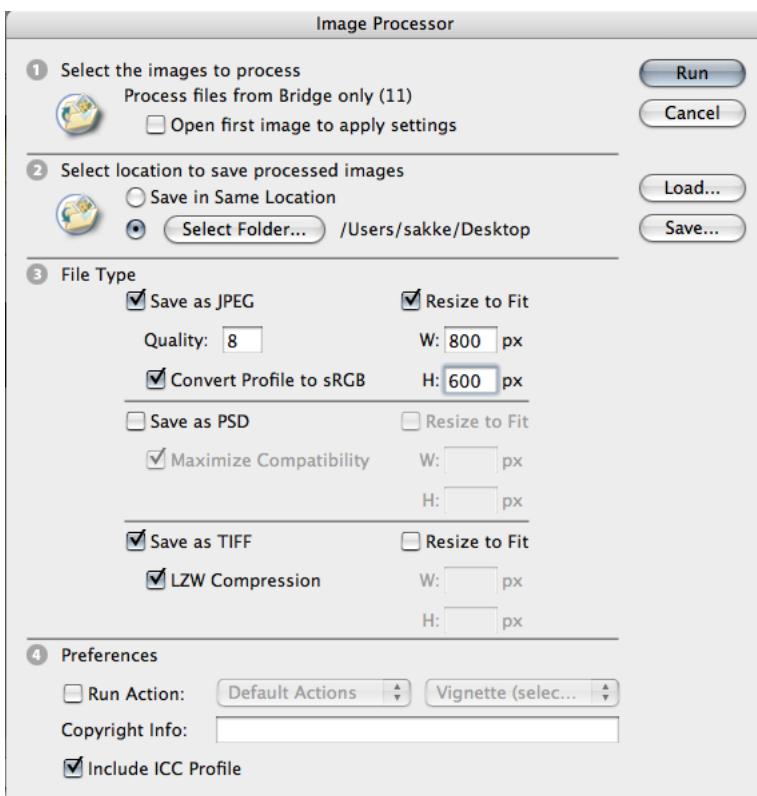 Image Processor
1 Select the images to process
Process files from Bridge only (11)
Open first image to apply settings
Run
Cancel
2 Select location to save processed images
Save in Same Location
Select Folder... /Users/sakke/Desktop
Load...
Save...
3 File Type
Save as JPEG Resize to Fit
Quality: 8 W: 800 px
Convert Profile to sRGB H: 600 px
Save as PSD Resize to Fit
Maximize Compatibility W: px
H: px
Save as TIFF Resize to Fit
LZW Compression W: px
H: px
4 Preferences
Run Action: Default Actions Vignette (selec...
Copyright Info:
Include ICC Profile